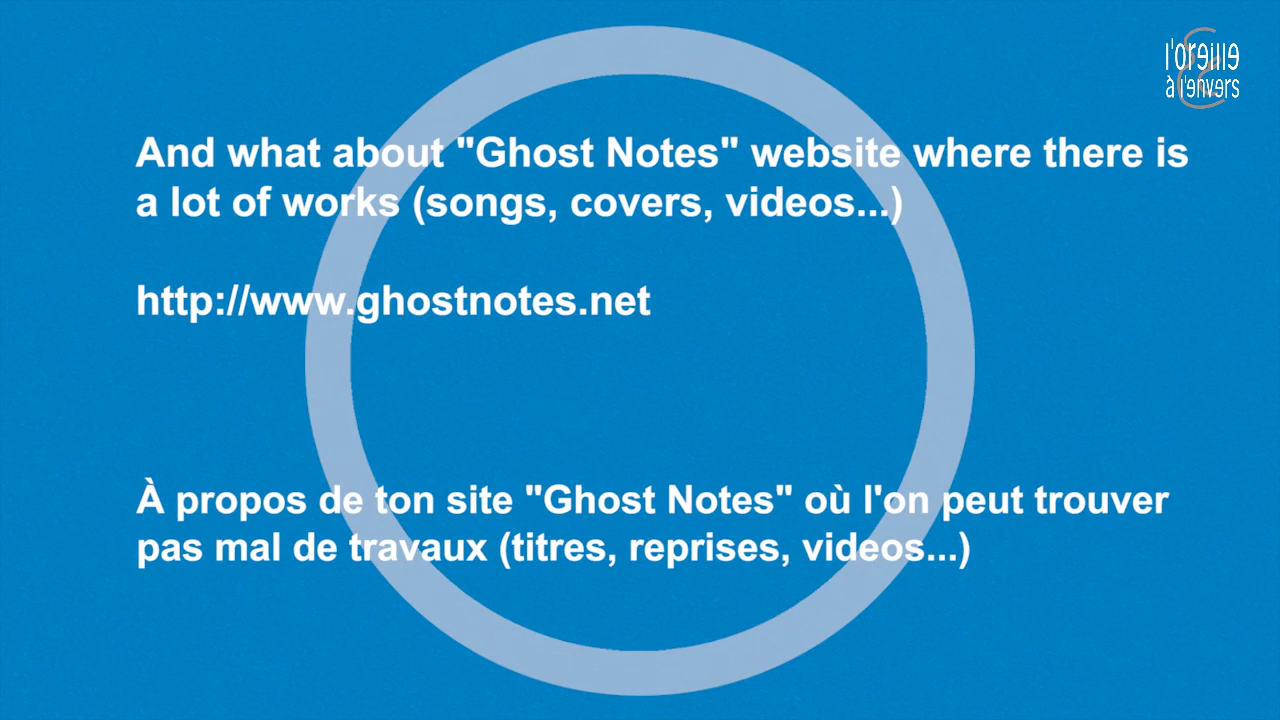 l'oreille
à l'envers
And what about "Ghost Notes" website where there is
a lot of works (songs, covers, videos...)
http://www.ghostnotes.net
À propos de ton site "Ghost Notes" où l'on peut trouver
pas mal de travaux (titres, reprises, videos...)